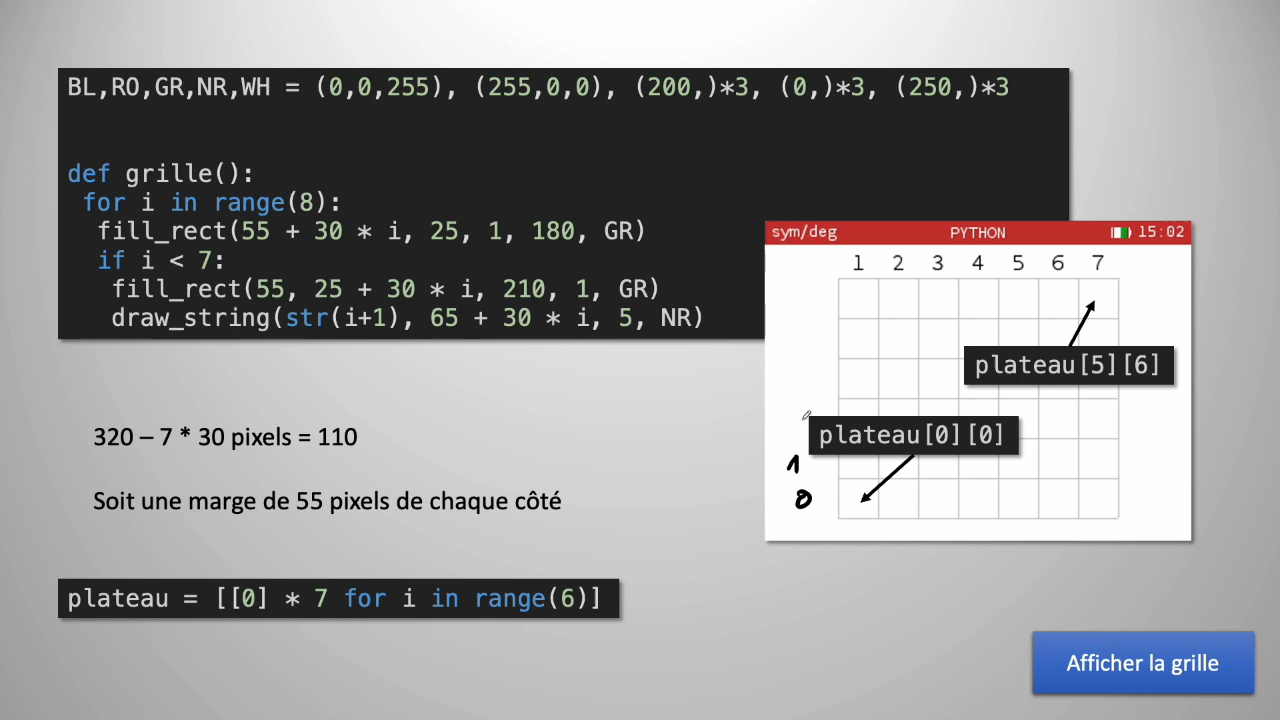 BL,RO,GR,NR,WH = (0,0,255), (255,0,0), (200,)*3, (0,)*3, (250,)*3
def grille():
 for i in range(8):
  fill_rect(55 + 30 * i, 25, 1, 180, GR)
  if i < 7:
   fill_rect(55, 25 + 30 * i, 210, 1, GR)
   draw_string(str(i+1), 65 + 30 * i, 5, NR)
sym/deg PYTHON 15:02
1 2 3 4 5 6 7
plateau[5][6]
plateau[0][0]
1
0
320 – 7 * 30 pixels = 110
Soit une marge de 55 pixels de chaque côté
plateau = [[0] * 7 for i in range(6)]
Afficher la grille